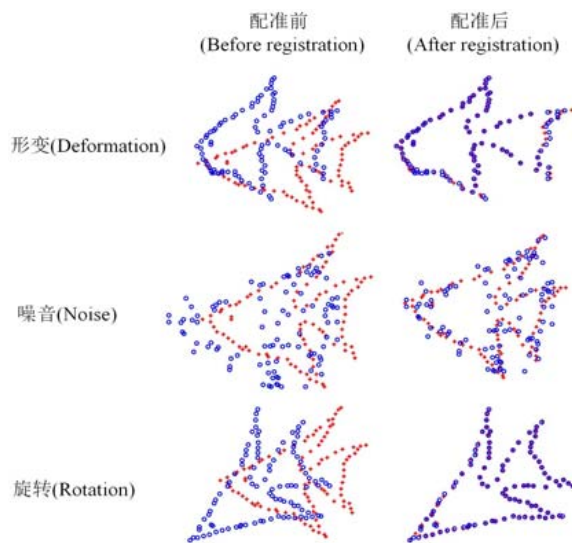 配准前 配准后
(Before registration) (After registration)
形变(Deformation)
噪音(Noise)
旋转(Rotation)